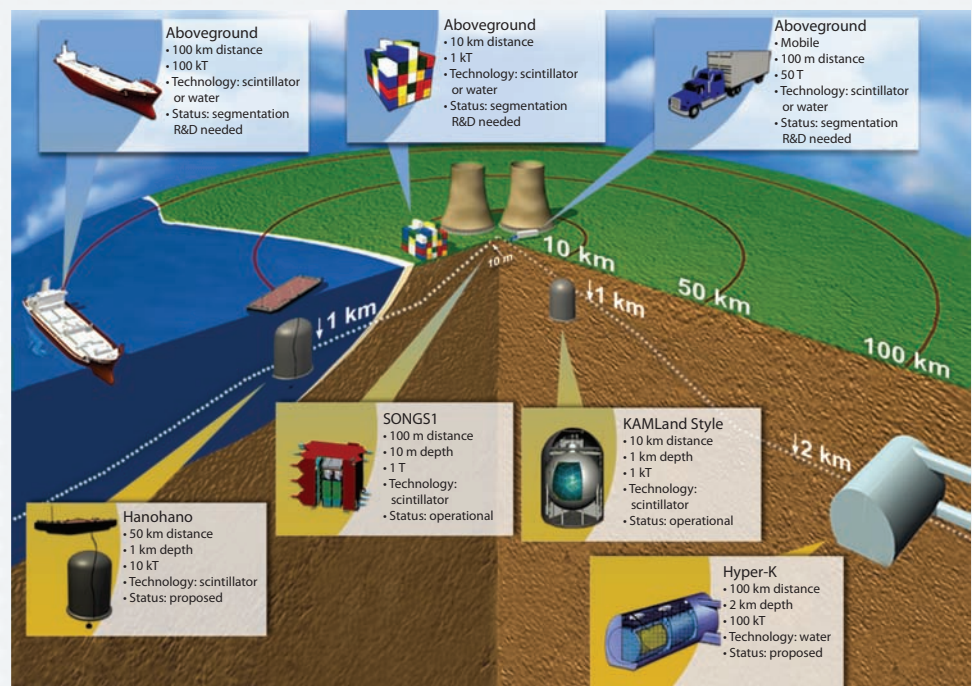 Aboveground
• 100 km distance
• 100 kT
• Technology: scintillator
or water
• Status: segmentation
R&D needed
Aboveground
• 10 km distance
• 1 kT
• Technology: scintillator
or water
• Status: segmentation
R&D needed
Aboveground
• Mobile
• 100 m distance
• 50 T
• Technology: scintillator
or water
• Status: segmentation
R&D needed
10 m
10 km
50 km
100 km
↓1 km
↓1 km
↓2 km
SONGS1
• 100 m distance
• 10 m depth
• 1 T
• Technology:
scintillator
• Status: operational
KAMLand Style
• 10 km distance
• 1 km depth
• 1 kT
• Technology:
scintillator
• Status: operational
Hanohano
• 50 km distance
• 1 km depth
• 10 kT
• Technology: scintillator
• Status: proposed
Hyper-K
• 100 km distance
• 2 km depth
• 100 kT
• Technology: water
• Status: proposed